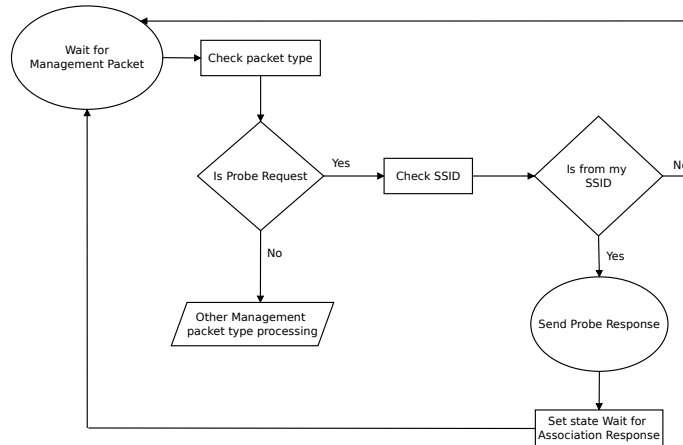 Wait for
Management Packet
Check packet type
Is Probe Request
Yes
Check SSID
Is from my
SSID
No
No
Yes
Other Management
packet type processing
Send Probe Response
Set state Wait for
Association Response